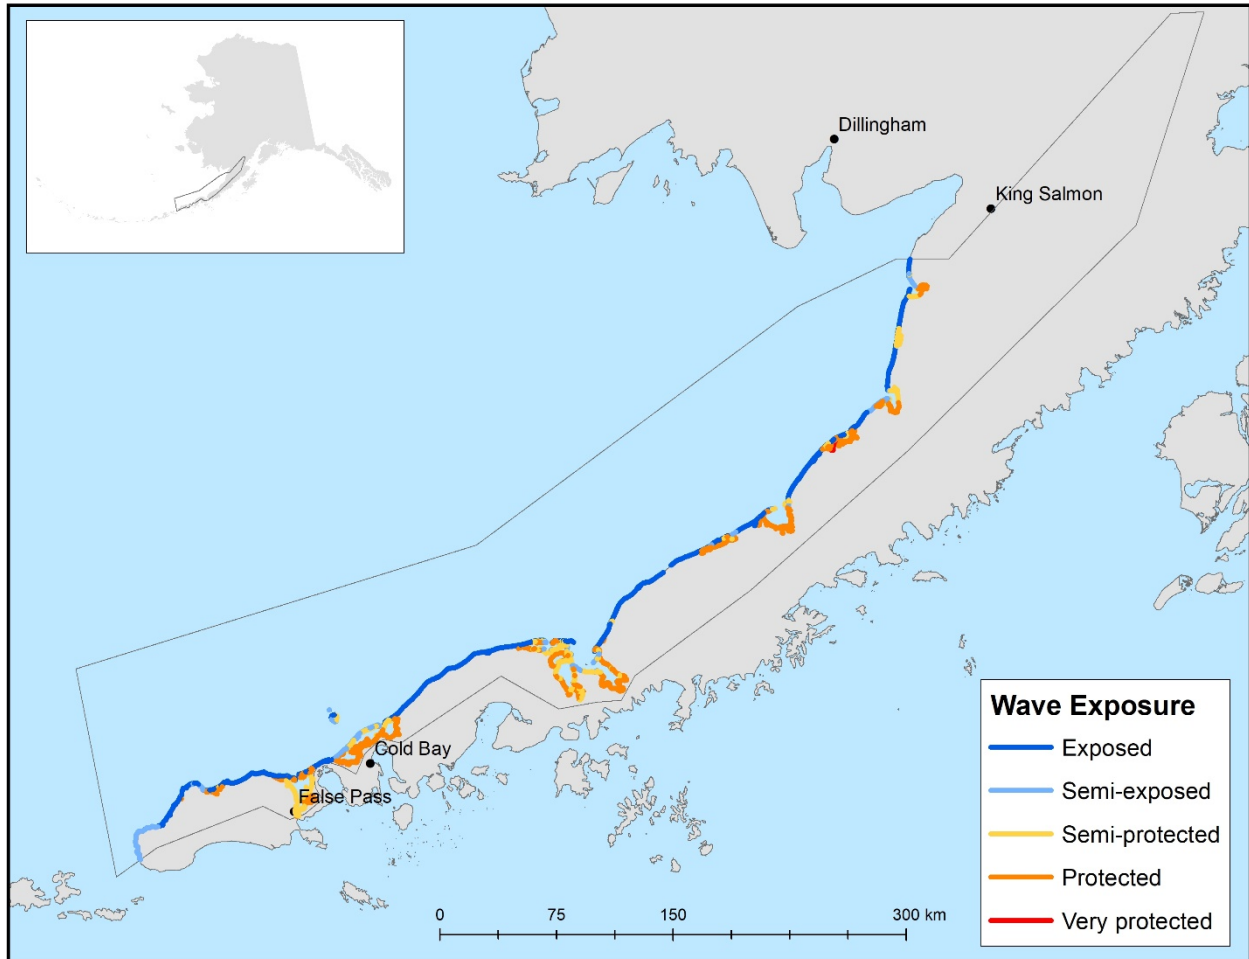 Dillingham
King Salmon
Cold Bay
False Pass
Wave Exposure
Exposed
Semi-exposed
Semi-protected
Protected
Very protected
0 75 150 300 km